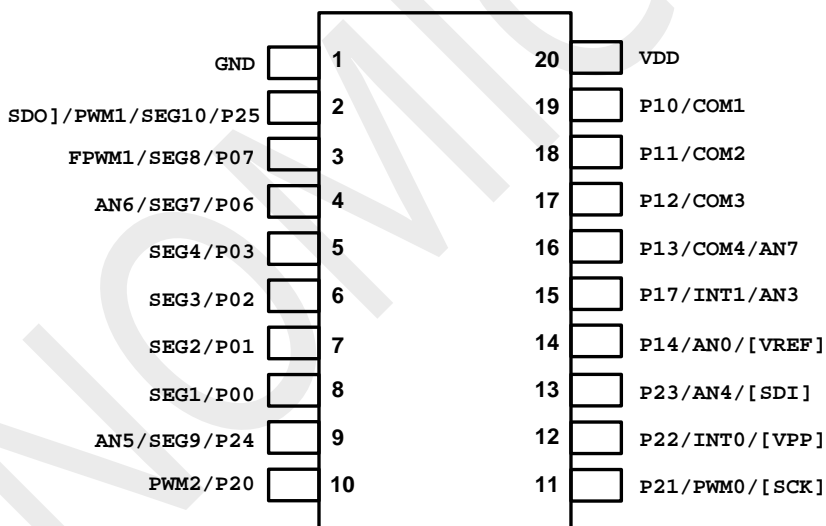 GND 1 20 VDD
SDO]/PWM1/SEG10/P25 2 19 P10/COM1
FPWM1/SEG8/P07 3 18 P11/COM2
AN6/SEG7/P06 4 17 P12/COM3
SEG4/P03 5 16 P13/COM4/AN7
SEG3/P02 6 15 P17/INT1/AN3
SEG2/P01 7 14 P14/AN0/[VREF]
SEG1/P00 8 13 P23/AN4/[SDI]
AN5/SEG9/P24 9 12 P22/INT0/[VPP]
PWM2/P20 10 11 P21/PWM0/[SCK]